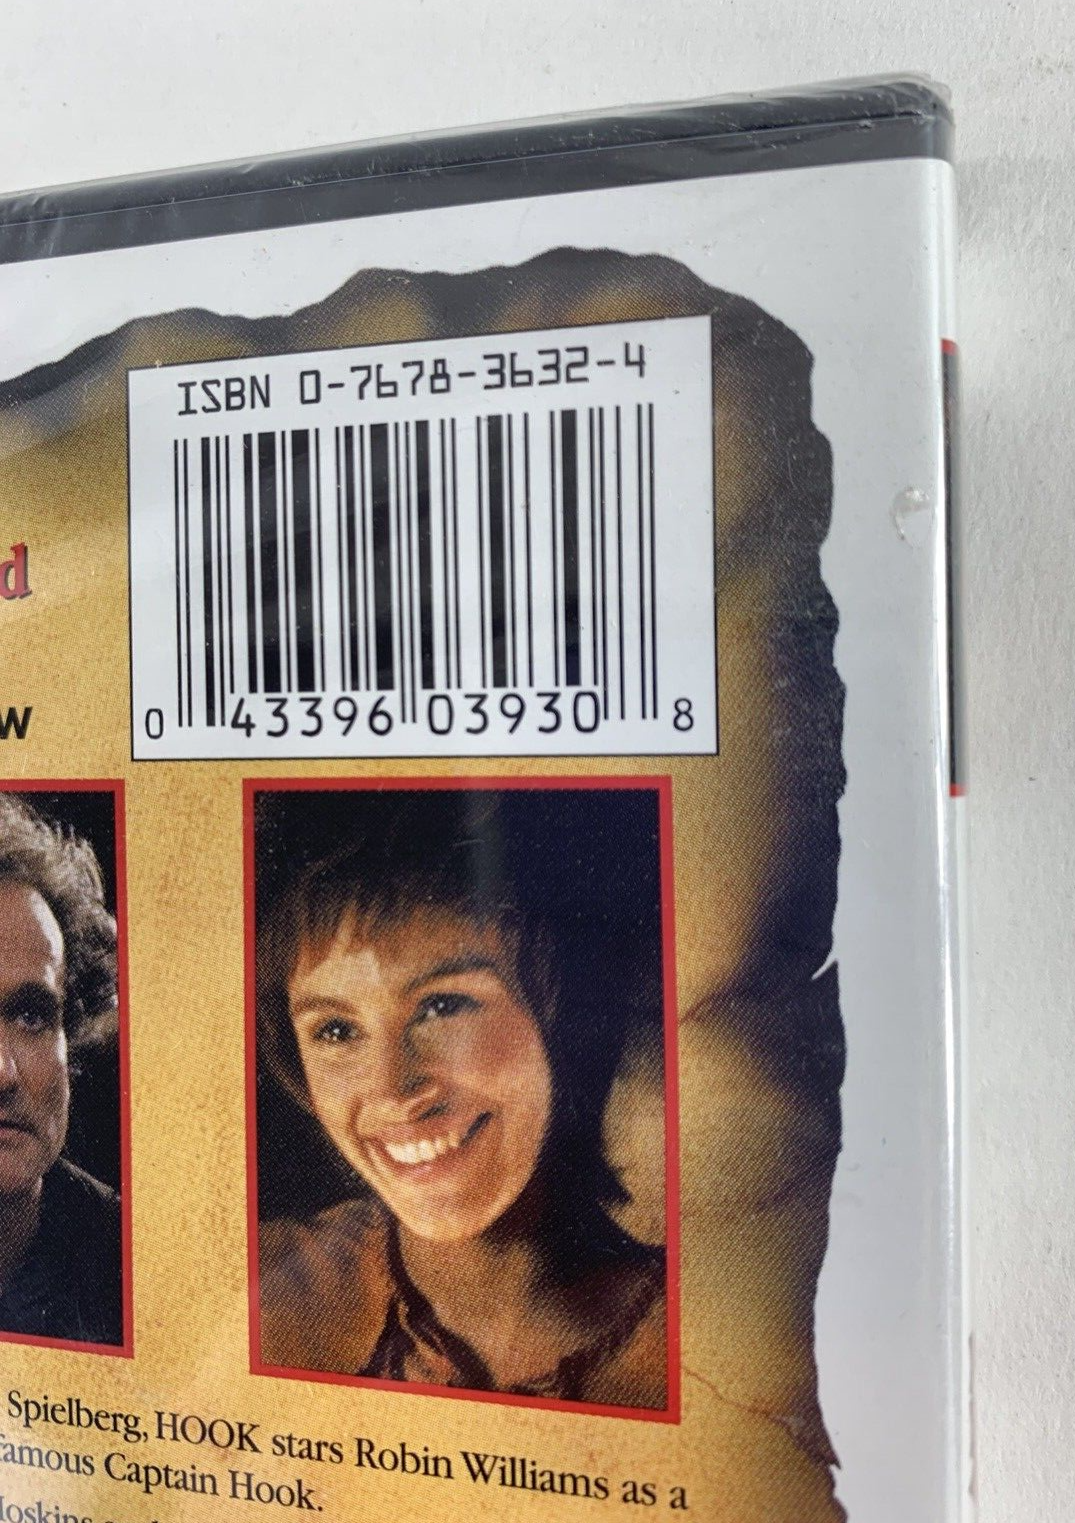 ISBN 0-7678-3632-4
0 43396 03930 8
d
w
Spielberg, HOOK stars Robin Williams as a
famous Captain Hook.